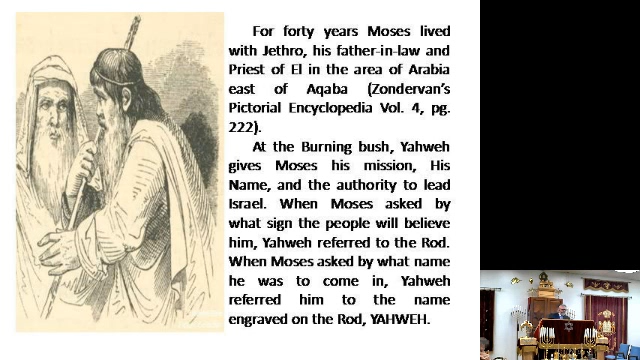 For forty years Moses lived
with Jethro, his father-in-law and
Priest of El in the area of Arabia
east of Aqaba (Zondervan's
Pictorial Encyclopedia Vol. 4, pg.
222).
At the Burning bush, Yahweh
gives Moses his mission, His
Name, and the authority to lead
Israel. When Moses asked by
what sign the people will believe
him, Yahweh referred to the Rod.
When Moses asked by what name
he was to come in, Yahweh
referred him to the name
engraved on the Rod, YAHWEH.